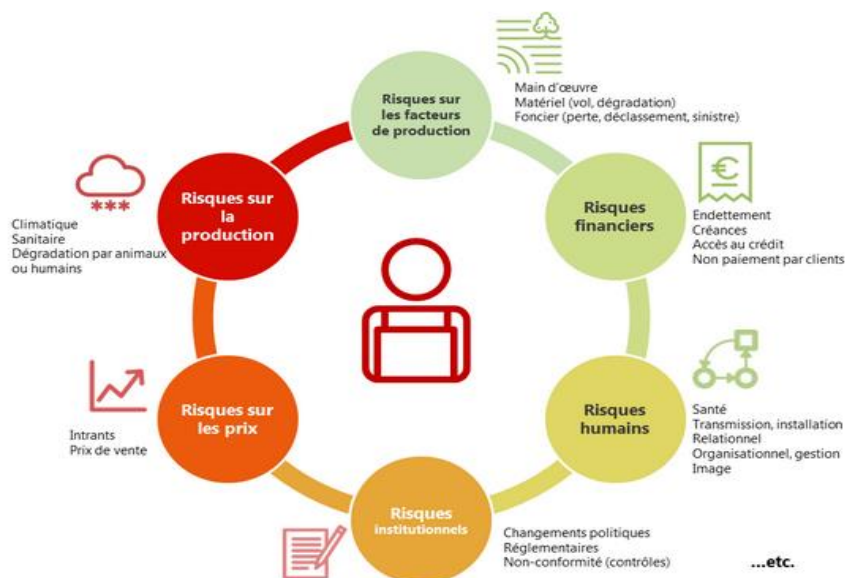 Risques sur
les facteurs
de production
Main d'œuvre
Matériel (vol, dégradation)
Foncier (perte, déclassement, sinistre)
Risques
financiers
€
Endettement
Créances
Accès au crédit
Non paiement par clients
Risques
humains
Santé
Transmission, installation
Relationnel
Organisationnel, gestion
Image
Risques
institutionnels
Changements politiques
Réglementaires
Non-conformité (contrôles)
Risques sur
les prix
Intrants
Prix de vente
Risques sur
la
production
***
Climatique
Sanitaire
Dégradation par animaux
ou humains
...etc.